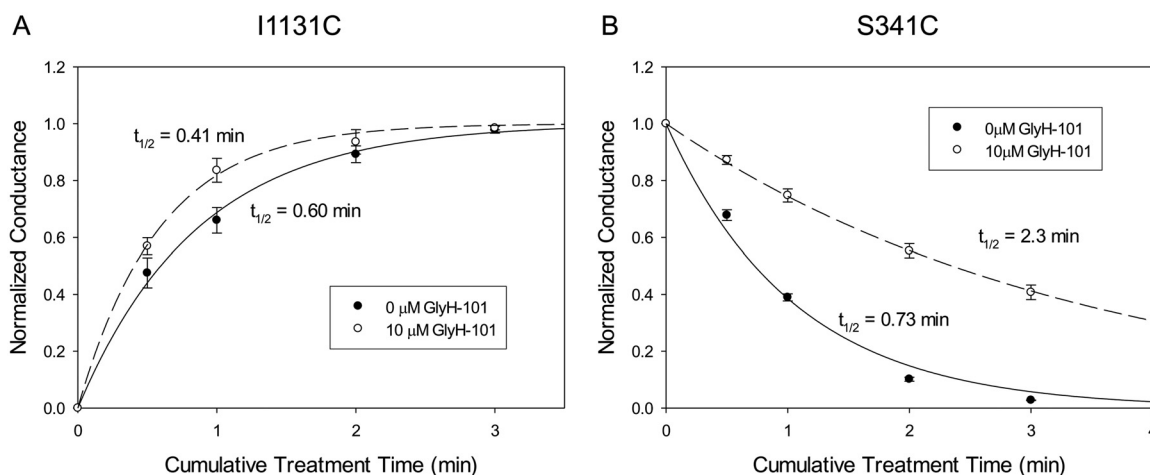 A
I1131C
Normalized Conductance
1.2
1.0
0.8
0.6
0.4
0.2
0.0
t1/2 = 0.41 min
t1/2 = 0.60 min
0 μM GlyH-101
10 μM GlyH-101
0
1
2
3
Cumulative Treatment Time (min)
B
S341C
Normalized Conductance
1.2
1.0
0.8
0.6
0.4
0.2
0.0
0μM GlyH-101
10μM GlyH-101
t1/2 = 2.3 min
t1/2 = 0.73 min
0
1
2
3
4
Cumulative Treatment Time (min)